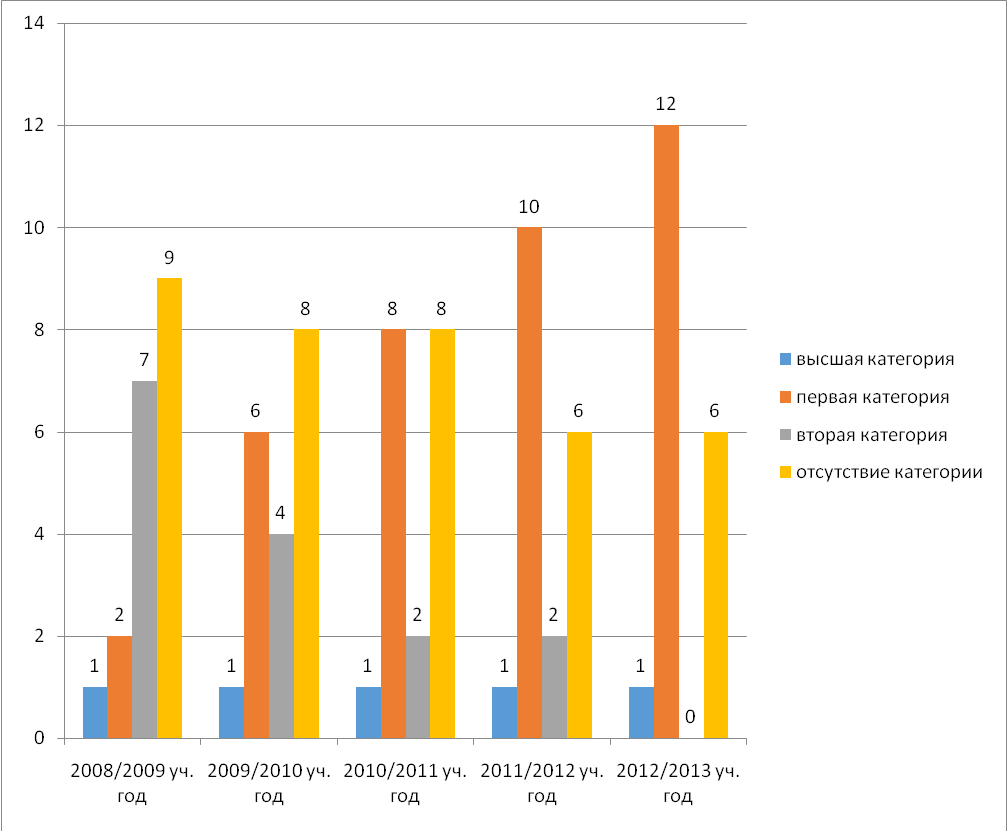 14
12
10
8
6
4
2
0
1
2
7
9
1
6
4
8
1
8
2
8
1
10
2
6
1
12
0
6
2008/2009 уч.
год
2009/2010 уч.
год
2010/2011 уч.
год
2011/2012 уч.
год
2012/2013 уч.
год
высшая категория
первая категория
вторая категория
отсутствие категории